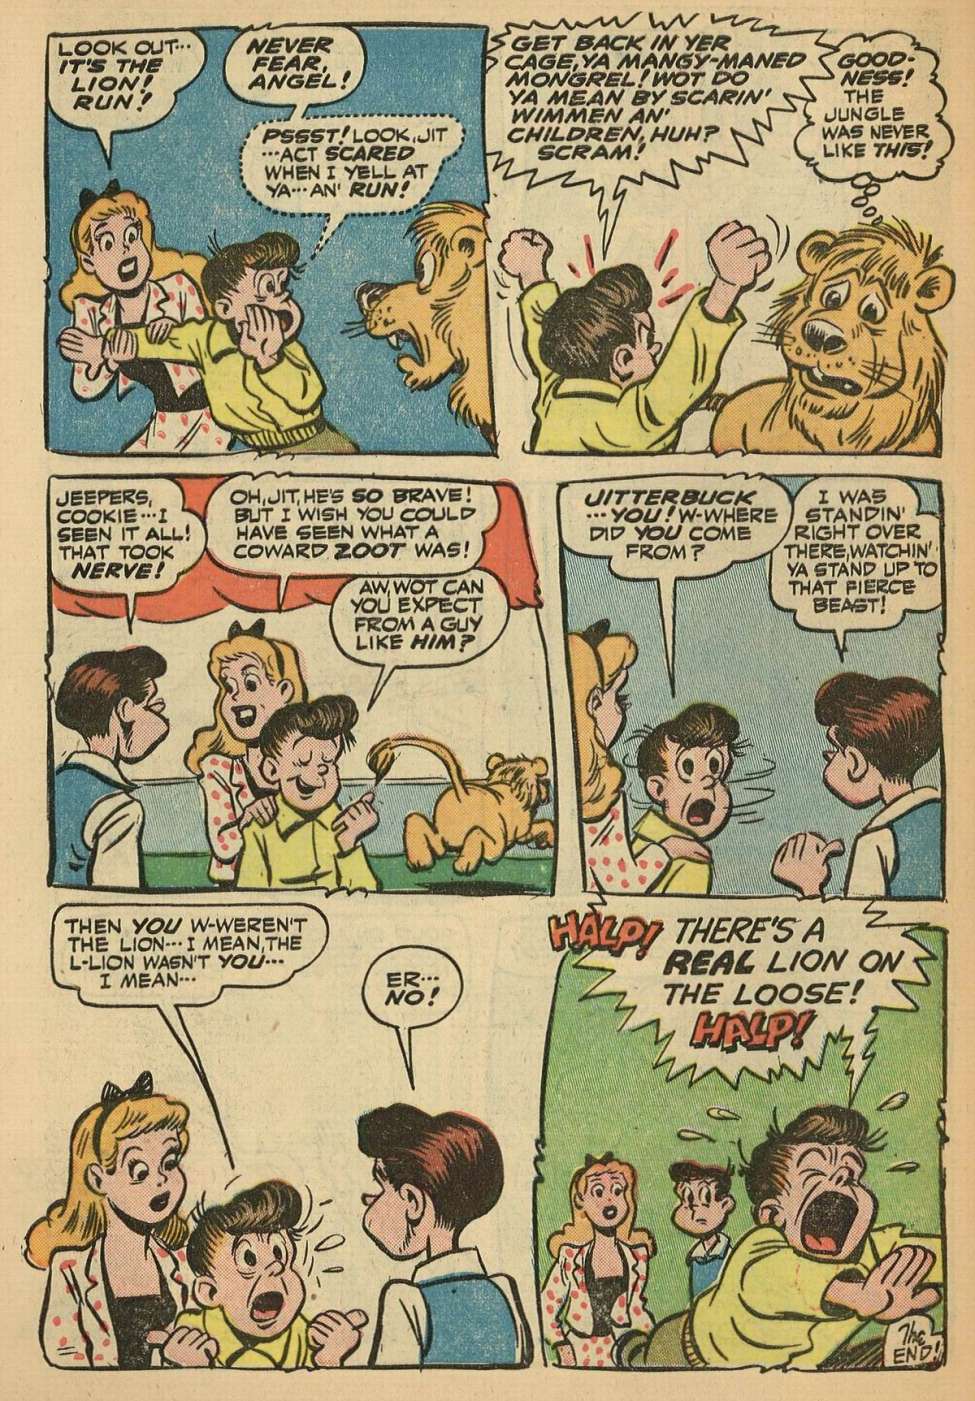 LOOK OUT...
IT'S THE
LION!
RUN!
NEVER
FEAR,
ANGEL!
PSSST! LOOK, JIT
...ACT SCARED
WHEN I YELL AT
YA...AN' RUN!
GET BACK IN YER
CAGE, YA MANGY-MANED
MONGREL! WOT DO
YA MEAN BY SCARIN'
WIMMEN AN'
CHILDREN, HUH?
SCRAM!
GOOD-
NESS!
THE
JUNGLE
WAS NEVER
LIKE THIS!
JEEPERS,
COOKIE...I
SEEN IT ALL!
THAT TOOK
NERVE!
OH, JIT, HE'S SO BRAVE!
BUT I WISH YOU COULD
HAVE SEEN WHAT A
COWARD ZOOT WAS!
AW, WOT CAN
YOU EXPECT
FROM A GUY
LIKE HIM?
JITTERBUCK
...YOU! W-WHERE
DID YOU COME
FROM?
I WAS
STANDIN'
RIGHT OVER
THERE, WATCHIN'
YA STAND UP TO
THAT FIERCE
BEAST!
THEN YOU W-WEREN'T
THE LION...I MEAN, THE
L-LION WASN'T YOU...
I MEAN...
ER...
NO!
HALP! THERE'S A
REAL LION ON
THE LOOSE!
HALP!
The
END!